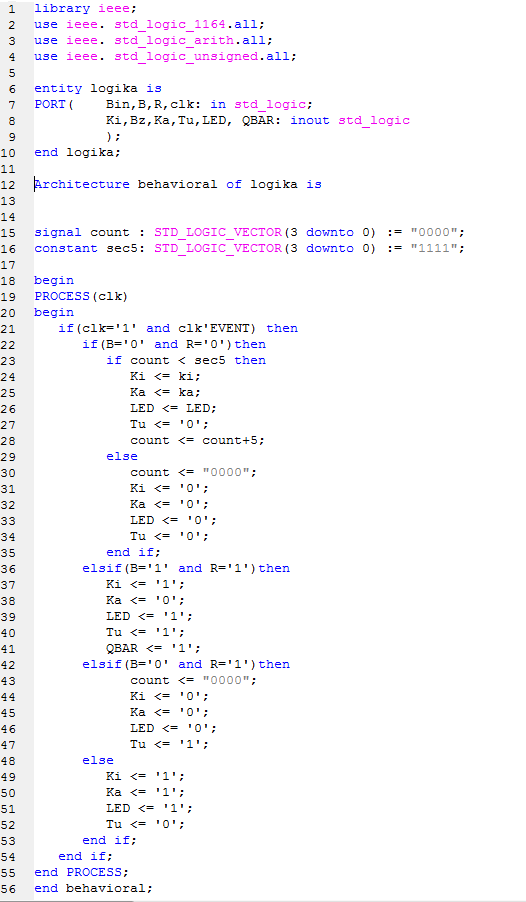 1 library ieee;
2 use ieee. std_logic_1164.all;
3 use ieee. std_logic_arith.all;
4 use ieee. std_logic_unsigned.all;
5
6 entity logika is
7 PORT(    Bin,B,R,clk: in std_logic;
8          Ki,Bz,Ka,Tu,LED, QBAR: inout std_logic
9          );
10 end logika;
11
12 Architecture behavioral of logika is
13
14
15 signal count : STD_LOGIC_VECTOR(3 downto 0) := "0000";
16 constant sec5: STD_LOGIC_VECTOR(3 downto 0) := "1111";
17
18 begin
19 PROCESS(clk)
20 begin
21    if(clk='1' and clk'EVENT) then
22       if(B='0' and R='0')then
23          if count < sec5 then
24             Ki <= ki;
25             Ka <= ka;
26             LED <= LED;
27             Tu <= '0';
28             count <= count+5;
29          else
30             count <= "0000";
31             Ki <= '0';
32             Ka <= '0';
33             LED <= '0';
34             Tu <= '0';
35          end if;
36       elsif(B='1' and R='1')then
37          Ki <= '1';
38          Ka <= '0';
39          LED <= '1';
40          Tu <= '1';
41          QBAR <= '1';
42       elsif(B='0' and R='1')then
43             count <= "0000";
44             Ki <= '0';
45             Ka <= '0';
46             LED <= '0';
47             Tu <= '1';
48       else
49          Ki <= '1';
50          Ka <= '1';
51          LED <= '1';
52          Tu <= '0';
53       end if;
54    end if;
55 end PROCESS;
56 end behavioral;